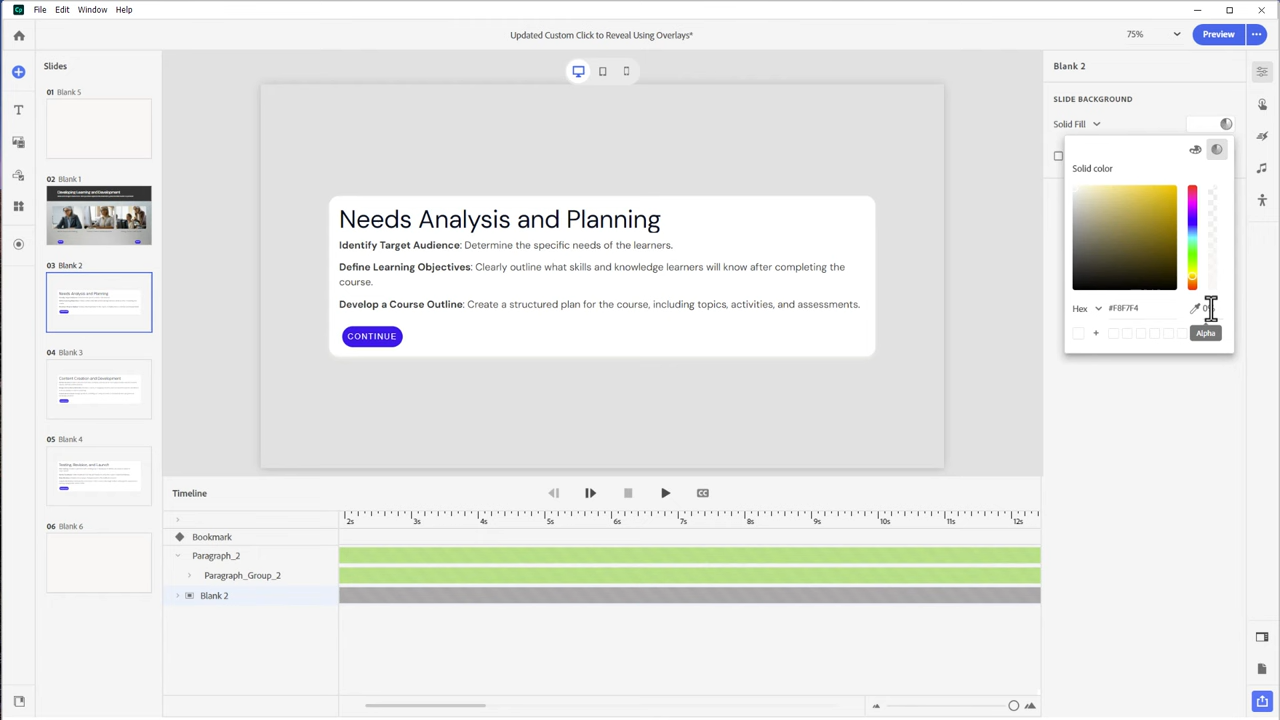 Cp File Edit Window Help
Updated Custom Click to Reveal Using Overlays*
75%
Preview
Slides
01 Blank 5
02 Blank 1
Developing Learning and Development
03 Blank 2
Needs Analysis and Planning
04 Blank 3
Content Creation and Development
05 Blank 4
Testing, Revision, and Launch
06 Blank 6
Needs Analysis and Planning
Identify Target Audience: Determine the specific needs of the learners.
Define Learning Objectives: Clearly outline what skills and knowledge learners will know after completing the
course.
Develop a Course Outline: Create a structured plan for the course, including topics, activities, and assessments.
CONTINUE
Blank 2
SLIDE BACKGROUND
Solid Fill
Solid color
Hex #F8F7F4
Alpha
Timeline
CC
2s 3s 4s 5s 6s 7s 8s 9s 10s 11s 12s
Bookmark
Paragraph_2
Paragraph_Group_2
Blank 2